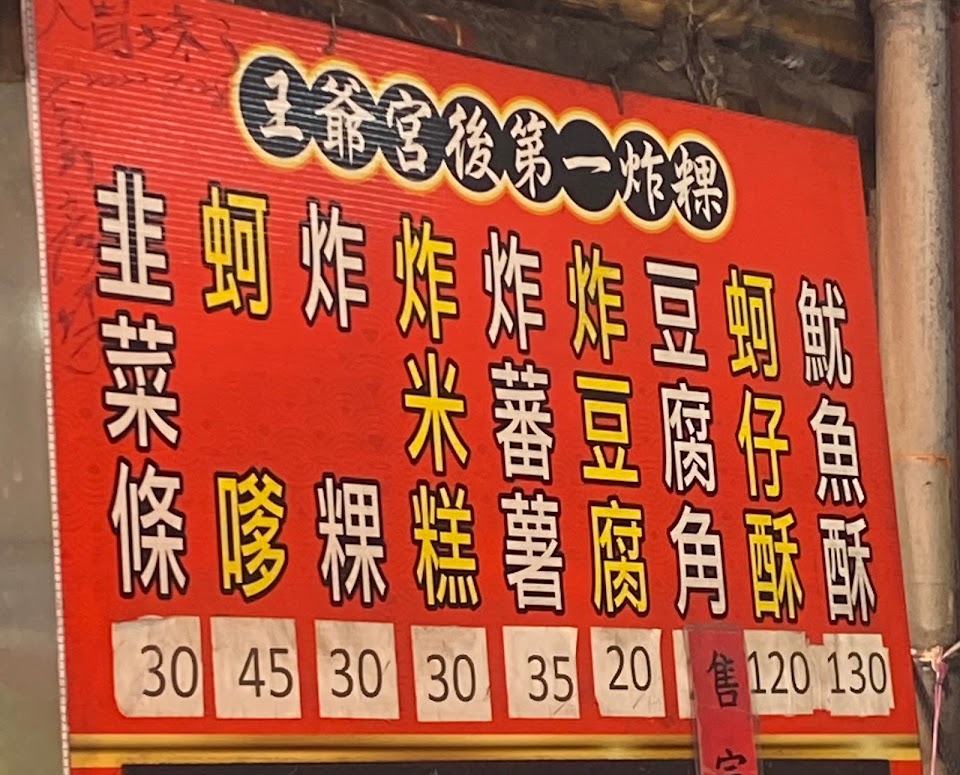 王爺宮後第一炸粿
魷魚酥
蚵仔酥
豆腐角
炸豆腐
炸蕃薯
炸米糕
炸粿
蚵嗲
韭菜條
30 45 30 30 35 20 120 130
售完